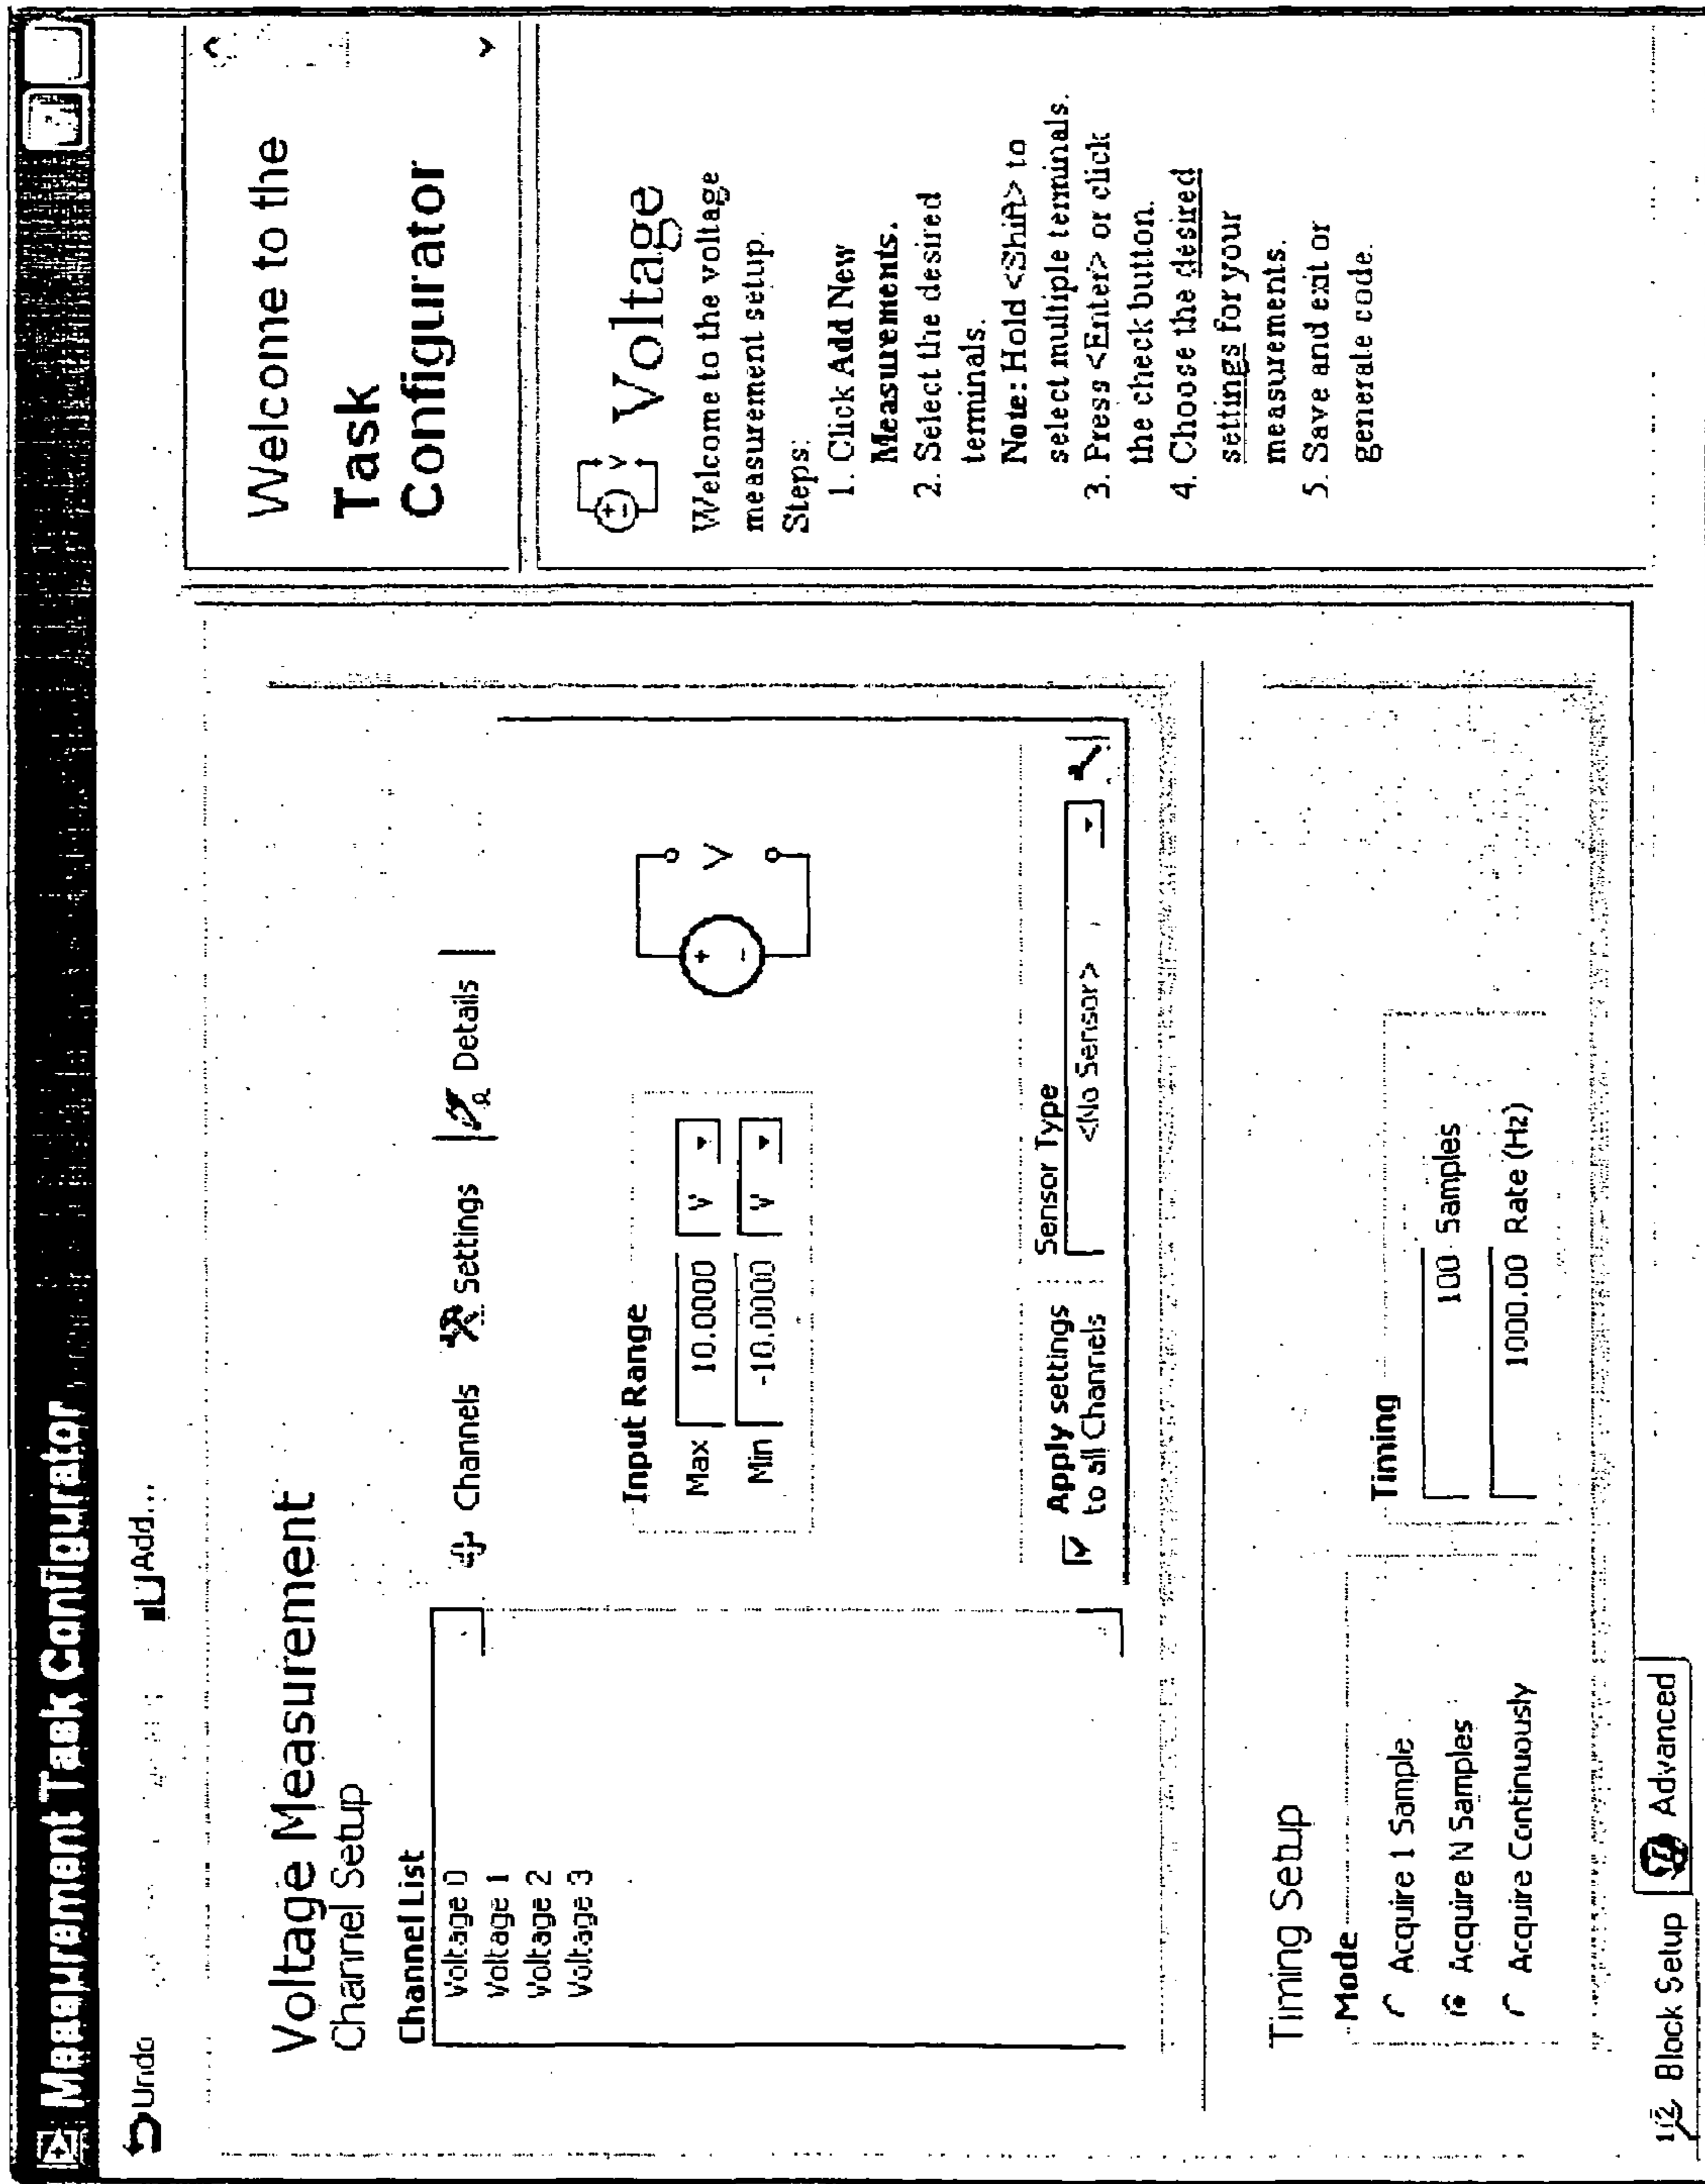 Measurement Task Configurator
Undo
Add...
Voltage Measurement
Channel Setup
Channel List
Voltage 0
Voltage 1
Voltage 2
Voltage 3
Channels
Settings
Details
Input Range
Max 10.0000 V
Min -10.0000 V
V
Apply settings
to all Channels
Sensor Type
<No Sensor>
Timing Setup
Mode
Acquire 1 Sample
Acquire N Samples
Acquire Continuously
Timing
100 Samples
1000.00 Rate (Hz)
Block Setup
Advanced
Welcome to the
Task
Configurator
V
Voltage
Welcome to the voltage
measurement setup.
Steps:
1. Click Add New
Measurements.
2. Select the desired
terminals.
Note: Hold <Shift> to
select multiple terminals.
3. Press <Enter> or click
the check button.
4. Choose the desired
settings for your
measurements.
5. Save and exit or
generate code.